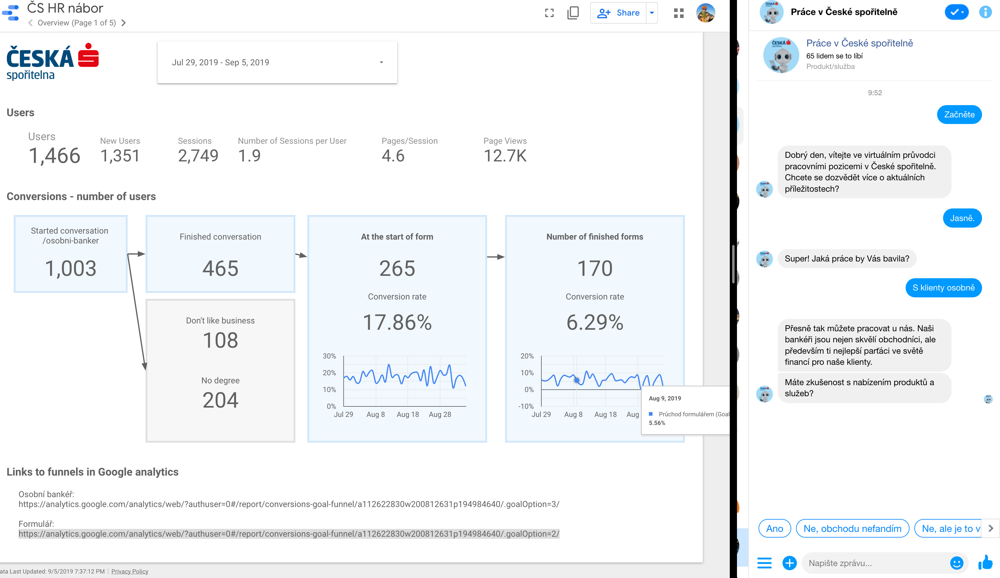 ČS HR nábor
Overview (Page 1 of 5)
Share
ČESKÁ
spořitelna
Jul 29, 2019 - Sep 5, 2019
Users
Users
1,466
New Users
1,351
Sessions
2,749
Number of Sessions per User
1.9
Pages/Session
4.6
Page Views
12.7K
Conversions - number of users
Started conversation
/osobni-banker
1,003
Finished conversation
465
Don't like business
108
No degree
204
At the start of form
265
Conversion rate
17.86%
30%
20%
10%
0%
Jul 29
Aug 8
Aug 18
Aug 28
Number of finished forms
170
Conversion rate
6.29%
20%
10%
0%
-10%
Jul 29
Aug 8
Aug 18
Aug
Aug 9, 2019
Průchod formulářem (Goal
5.56%
Links to funnels in Google analytics
Osobní bankéř:
https://analytics.google.com/analytics/web/?authuser=0#/report/conversions-goal-funnel/a112622830w200812631p194984640/.goalOption=3/
Formulář:
https://analytics.google.com/analytics/web/?authuser=0#/report/conversions-goal-funnel/a112622830w200812631p194984640/.goalOption=2/
ata Last Updated: 9/5/2019 7:37:12 PM
Privacy Policy
Práce v České spořitelně
ČESKÁ
Práce v České spořitelně
65 lidem se to líbí
Produkt/služba
9:52
Začněte
Dobrý den, vítejte ve virtuálním průvodci
pracovními pozicemi v České spořitelně.
Chcete se dozvědět více o aktuálních
příležitostech?
Jasně.
Super! Jaká práce by Vás bavila?
S klienty osobně
Přesně tak můžete pracovat u nás. Naši
bankéři jsou nejen skvělí obchodníci, ale
především ti nejlepší parťáci ve světě
financí pro naše klienty.
Máte zkušenost s nabízením produktů a
služeb?
Ano
Ne, obchodu nefandím
Ne, ale je to v
Napište zprávu...